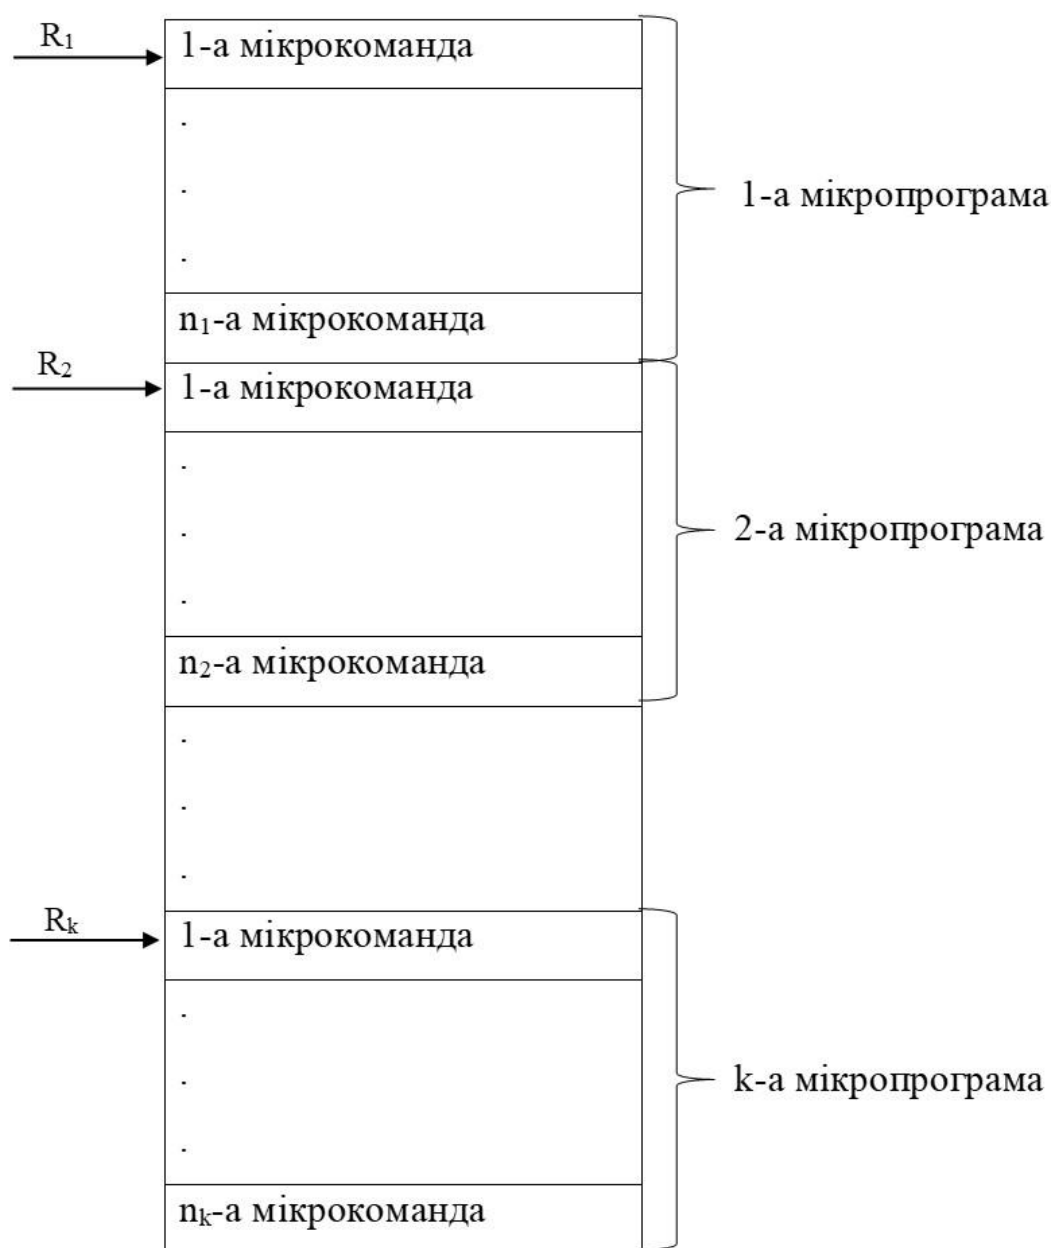 R₁
1-а мікрокоманда
.
.
.
1-а мікропрограма
n₁-а мікрокоманда
R₂
1-а мікрокоманда
.
.
.
2-а мікропрограма
n₂-а мікрокоманда
.
.
.
Rₖ
1-а мікрокоманда
.
.
.
k-а мікропрограма
nₖ-а мікрокоманда